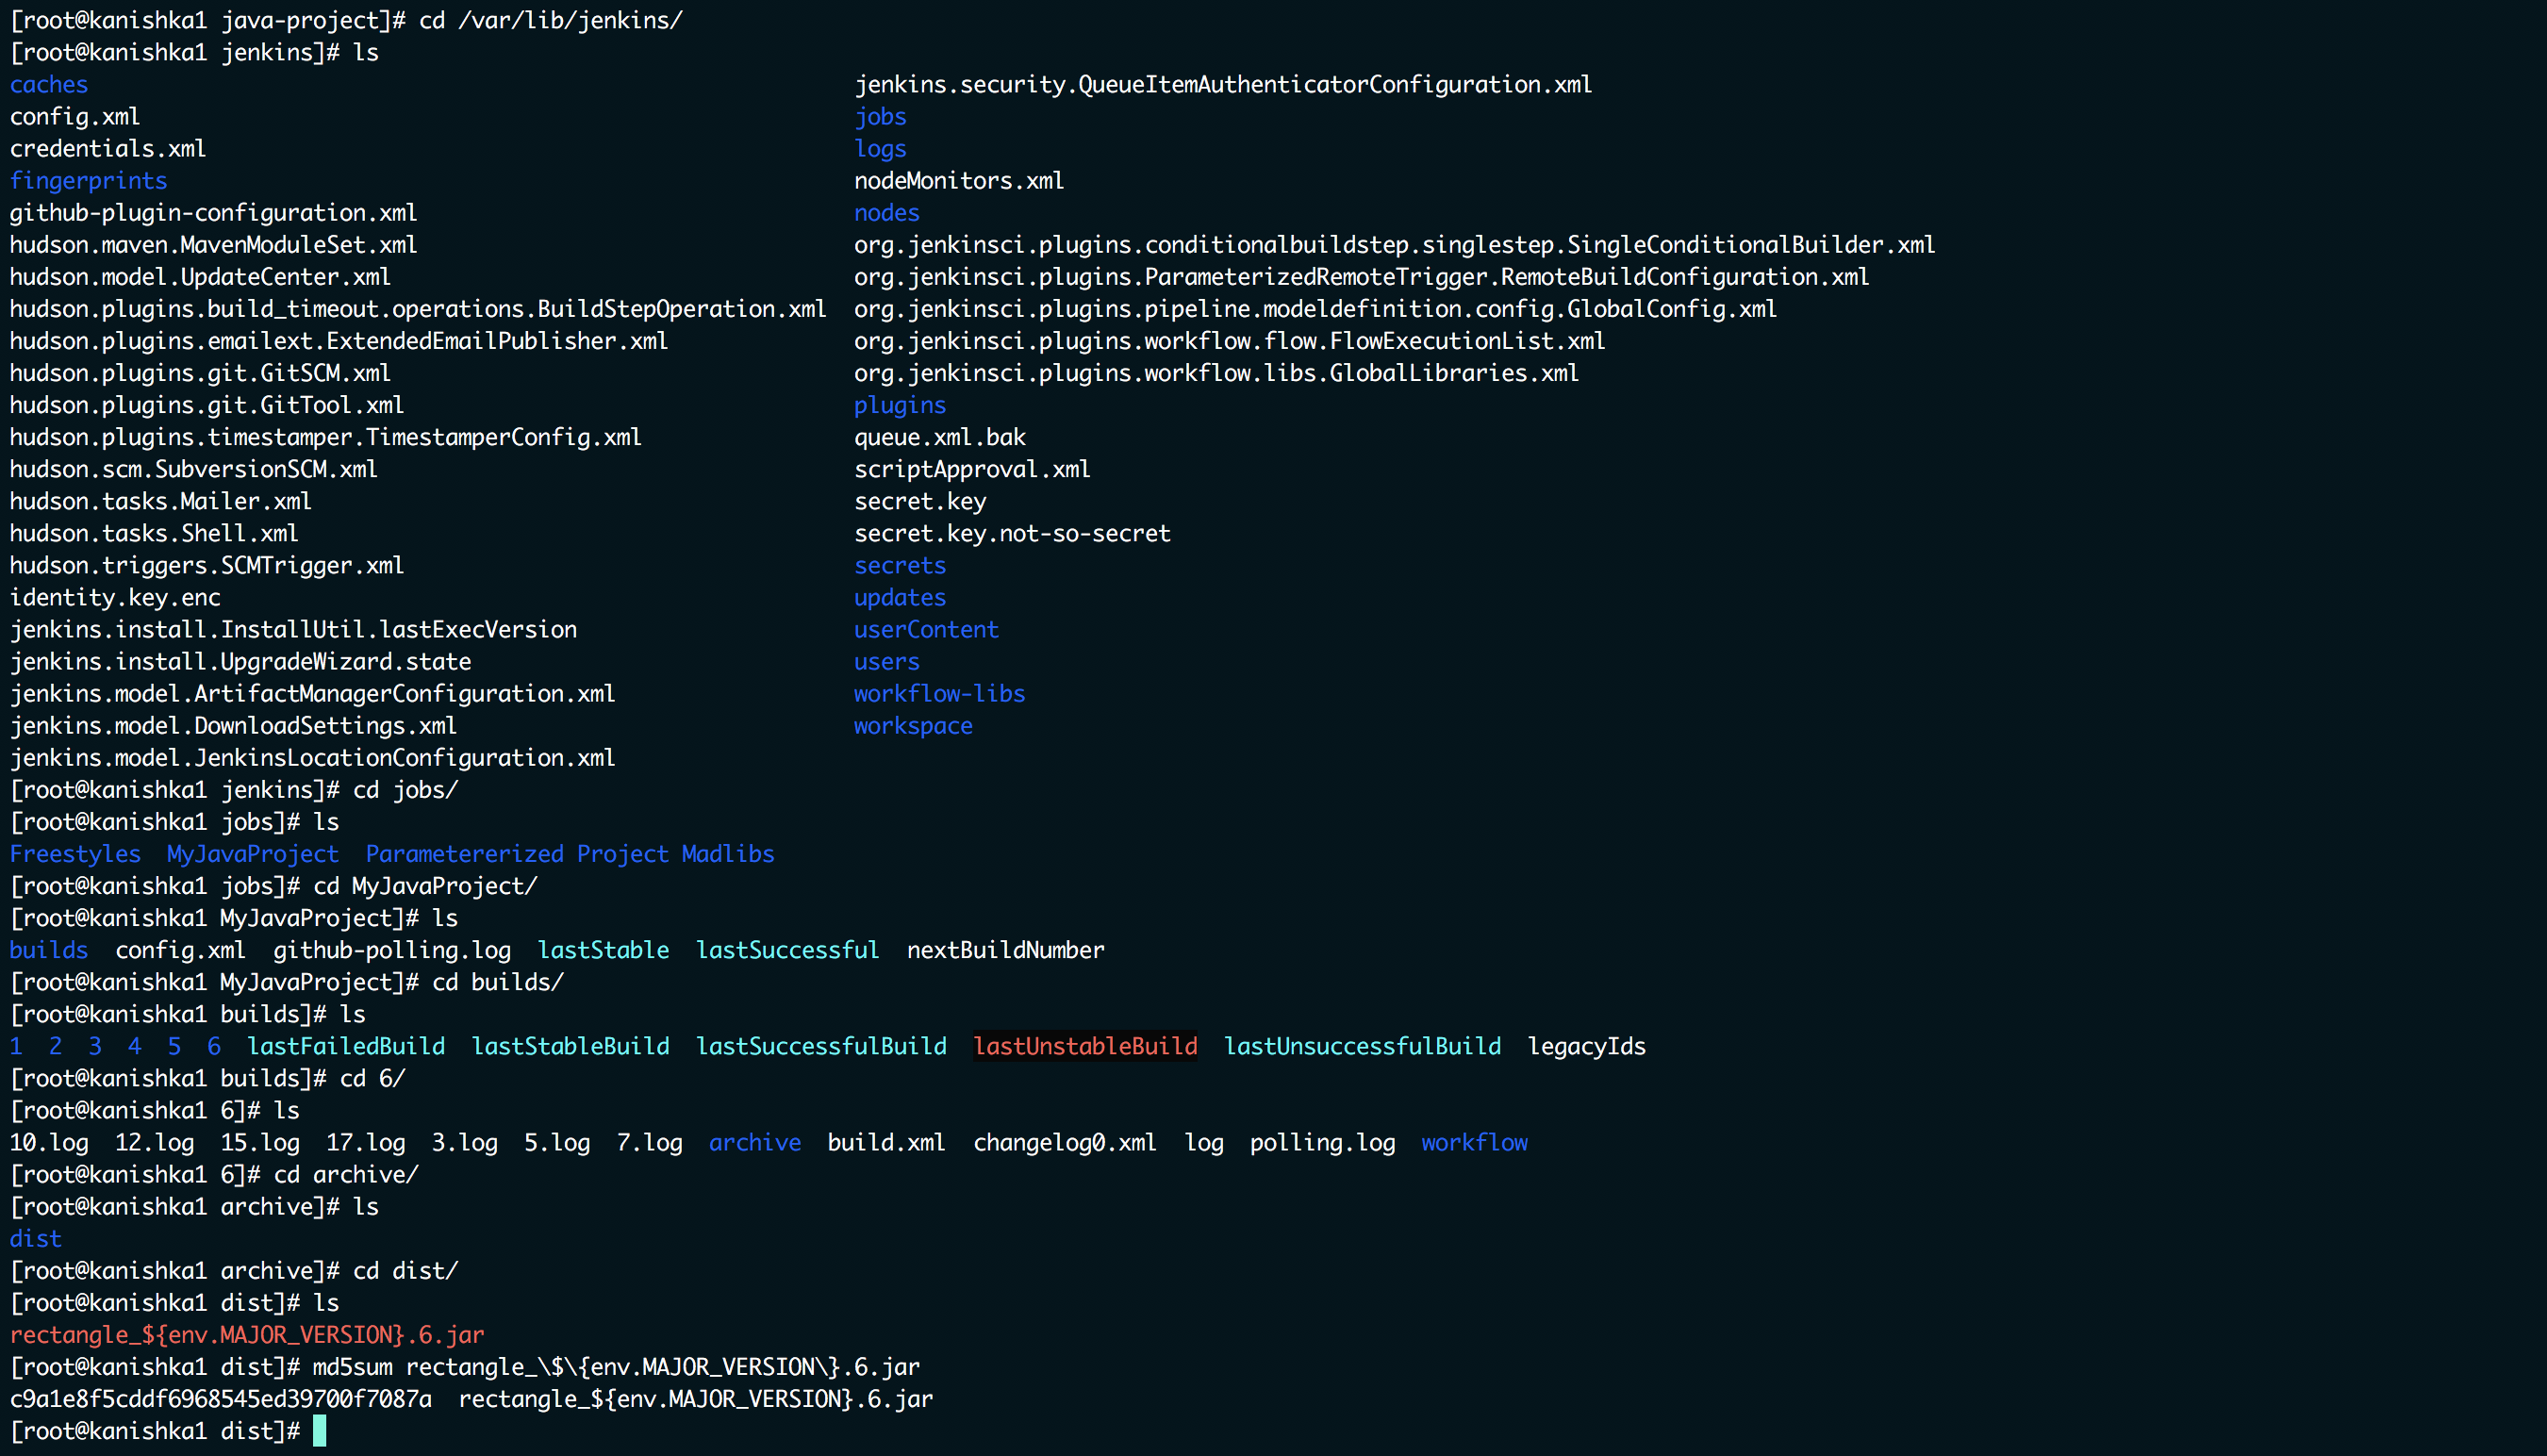 [root@kanishka1 java-project]# cd /var/lib/jenkins/
[root@kanishka1 jenkins]# ls
caches                                                          jenkins.security.QueueItemAuthenticatorConfiguration.xml
config.xml                                                      jobs
credentials.xml                                                 logs
fingerprints                                                    nodeMonitors.xml
github-plugin-configuration.xml                                 nodes
hudson.maven.MavenModuleSet.xml                                 org.jenkinsci.plugins.conditionalbuildstep.singlestep.SingleConditionalBuilder.xml
hudson.model.UpdateCenter.xml                                   org.jenkinsci.plugins.ParameterizedRemoteTrigger.RemoteBuildConfiguration.xml
hudson.plugins.build_timeout.operations.BuildStepOperation.xml  org.jenkinsci.plugins.pipeline.modeldefinition.config.GlobalConfig.xml
hudson.plugins.emailext.ExtendedEmailPublisher.xml              org.jenkinsci.plugins.workflow.flow.FlowExecutionList.xml
hudson.plugins.git.GitSCM.xml                                   org.jenkinsci.plugins.workflow.libs.GlobalLibraries.xml
hudson.plugins.git.GitTool.xml                                  plugins
hudson.plugins.timestamper.TimestamperConfig.xml                queue.xml.bak
hudson.scm.SubversionSCM.xml                                    scriptApproval.xml
hudson.tasks.Mailer.xml                                         secret.key
hudson.tasks.Shell.xml                                          secret.key.not-so-secret
hudson.triggers.SCMTrigger.xml                                  secrets
identity.key.enc                                                updates
jenkins.install.InstallUtil.lastExecVersion                     userContent
jenkins.install.UpgradeWizard.state                             users
jenkins.model.ArtifactManagerConfiguration.xml                  workflow-libs
jenkins.model.DownloadSettings.xml                              workspace
jenkins.model.JenkinsLocationConfiguration.xml
[root@kanishka1 jenkins]# cd jobs/
[root@kanishka1 jobs]# ls
Freestyles  MyJavaProject  Parametererized Project Madlibs
[root@kanishka1 jobs]# cd MyJavaProject/
[root@kanishka1 MyJavaProject]# ls
builds  config.xml  github-polling.log  lastStable  lastSuccessful  nextBuildNumber
[root@kanishka1 MyJavaProject]# cd builds/
[root@kanishka1 builds]# ls
1  2  3  4  5  6  lastFailedBuild  lastStableBuild  lastSuccessfulBuild  lastUnstableBuild  lastUnsuccessfulBuild  legacyIds
[root@kanishka1 builds]# cd 6/
[root@kanishka1 6]# ls
10.log  12.log  15.log  17.log  3.log  5.log  7.log  archive  build.xml  changelog0.xml  log  polling.log  workflow
[root@kanishka1 6]# cd archive/
[root@kanishka1 archive]# ls
dist
[root@kanishka1 archive]# cd dist/
[root@kanishka1 dist]# ls
rectangle_${env.MAJOR_VERSION}.6.jar
[root@kanishka1 dist]# md5sum rectangle_\$\{env.MAJOR_VERSION\}.6.jar
c9a1e8f5cddf6968545ed39700f7087a  rectangle_${env.MAJOR_VERSION}.6.jar
[root@kanishka1 dist]#